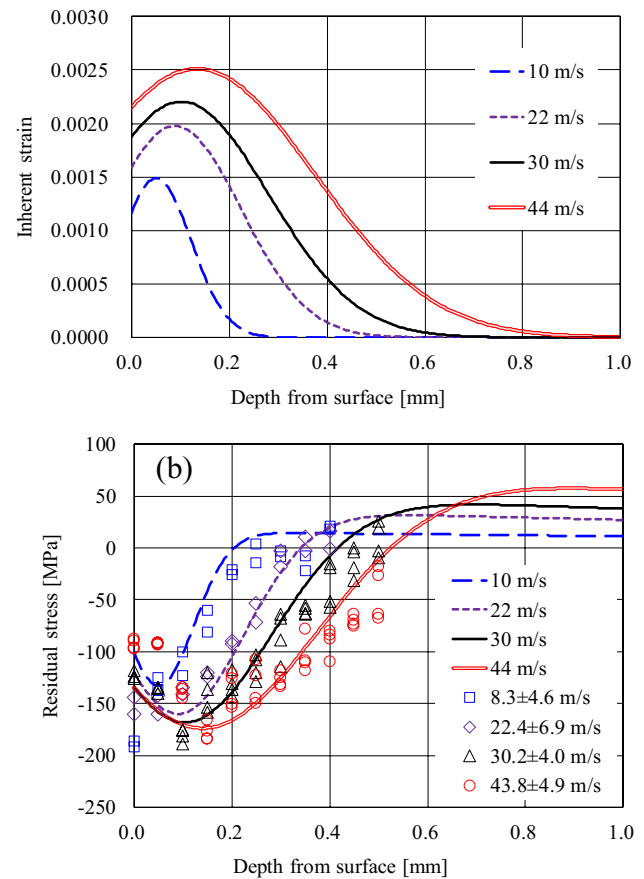 0.0030
0.0025
0.0020
0.0015
0.0010
0.0005
0.0000
Inherent strain
10 m/s
22 m/s
30 m/s
44 m/s
0.0 0.2 0.4 0.6 0.8 1.0
Depth from surface [mm]
(b)
100
50
0
-50
-100
-150
-200
-250
Residual stress [MPa]
10 m/s
22 m/s
30 m/s
44 m/s
8.3±4.6 m/s
22.4±6.9 m/s
30.2±4.0 m/s
43.8±4.9 m/s
0.0 0.2 0.4 0.6 0.8 1.0
Depth from surface [mm]